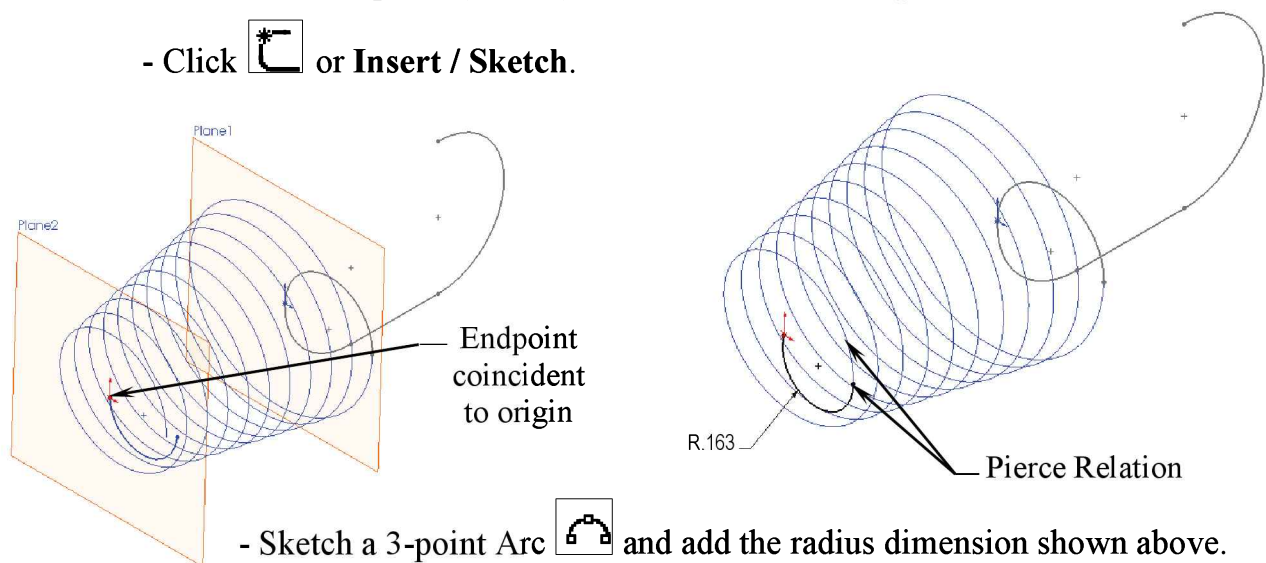 - Click or Insert / Sketch.
Plane1
Plane2
Endpoint
coincident
to origin
R.163
Pierce Relation
- Sketch a 3-point Arc and add the radius dimension shown above.